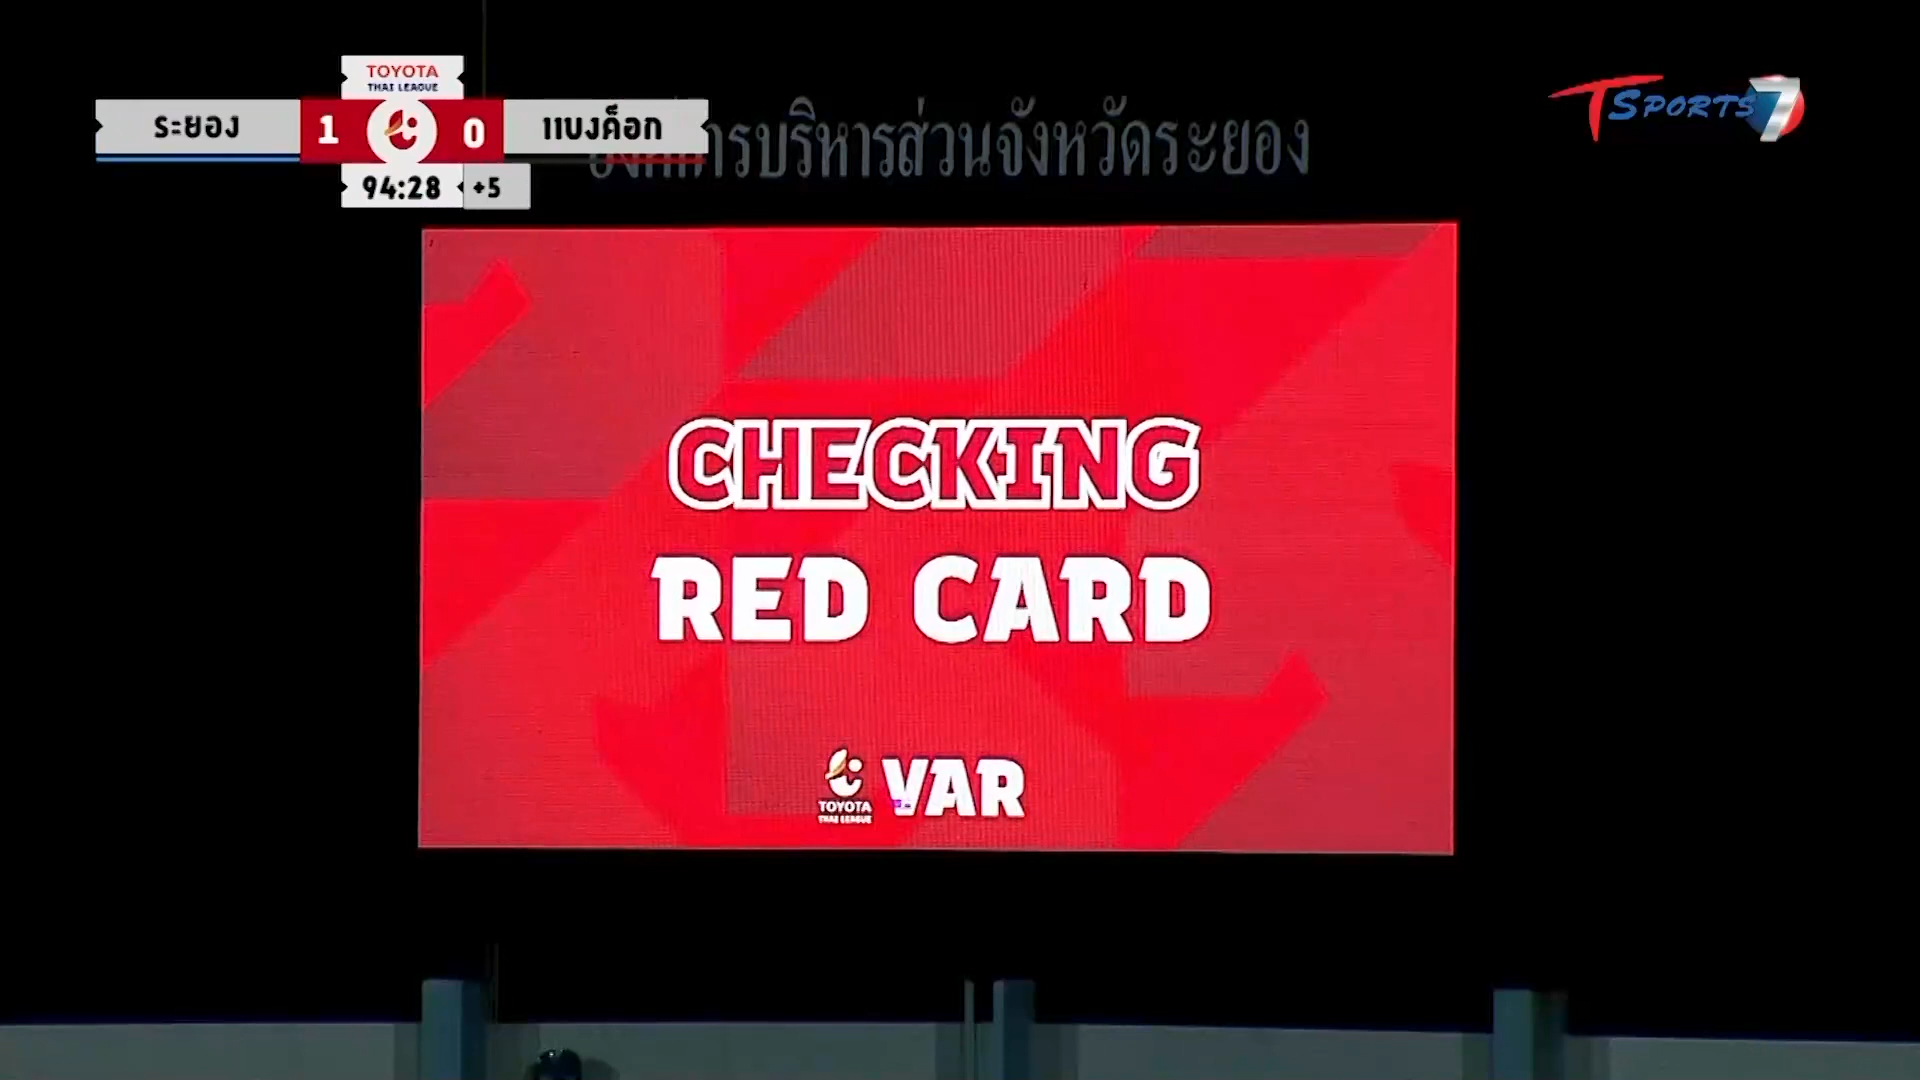 TOYOTA
THAI LEAGUE
ระยอง 1 0 แบงค็อก
94:28 +5
T SPORTS 7
องค์การบริหารส่วนจังหวัดระยอง
CHECKING
RED CARD
TOYOTA
THAI LEAGUE
VAR